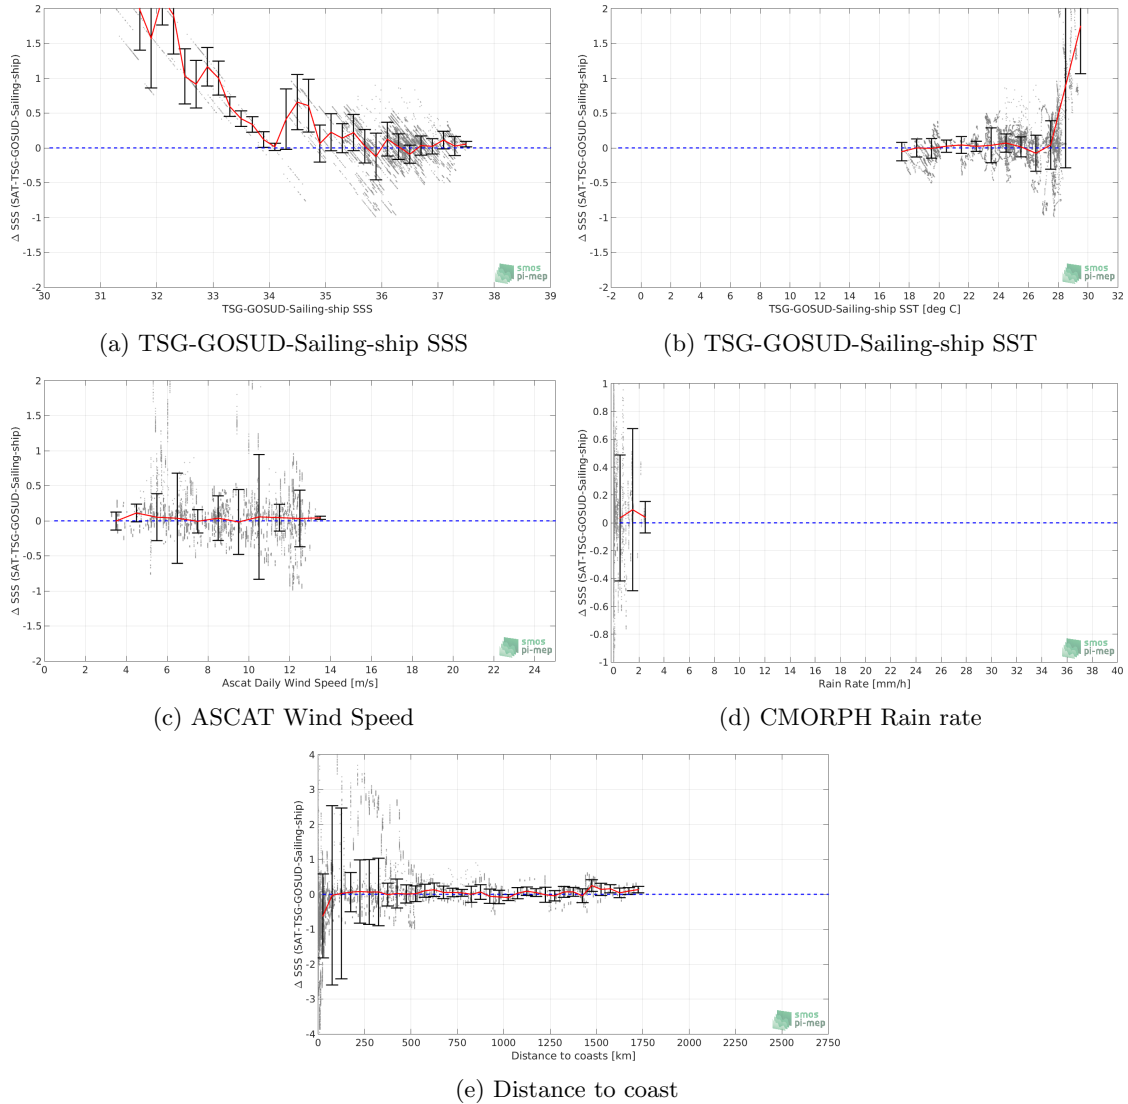 Δ SSS (SAT-TSG-GOSUD-Sailing-ship)
2
1.5
1
0.5
0
-0.5
-1
-1.5
-2
30 31 32 33 34 35 36 37 38 39
TSG-GOSUD-Sailing-ship SSS
smos
pi-mep
(a) TSG-GOSUD-Sailing-ship SSS
Δ SSS (SAT-TSG-GOSUD-Sailing-ship)
2
1.5
1
0.5
0
-0.5
-1
-1.5
-2
-2 0 2 4 6 8 10 12 14 16 18 20 22 24 26 28 30 32
TSG-GOSUD-Sailing-ship SST [deg C]
smos
pi-mep
(b) TSG-GOSUD-Sailing-ship SST
Δ SSS (SAT-TSG-GOSUD-Sailing-ship)
2
1.5
1
0.5
0
-0.5
-1
-1.5
-2
0 2 4 6 8 10 12 14 16 18 20 22 24
Ascat Daily Wind Speed [m/s]
smos
pi-mep
(c) ASCAT Wind Speed
Δ SSS (SAT-TSG-GOSUD-Sailing-ship)
1
0.8
0.6
0.4
0.2
0
-0.2
-0.4
-0.6
-0.8
-1
0 2 4 6 8 10 12 14 16 18 20 22 24 26 28 30 32 34 36 38 40
Rain Rate [mm/h]
smos
pi-mep
(d) CMORPH Rain rate
Δ SSS (SAT-TSG-GOSUD-Sailing-ship)
4
3
2
1
0
-1
-2
-3
-4
0 250 500 750 1000 1250 1500 1750 2000 2250 2500 2750
Distance to coasts [km]
smos
pi-mep
(e) Distance to coast